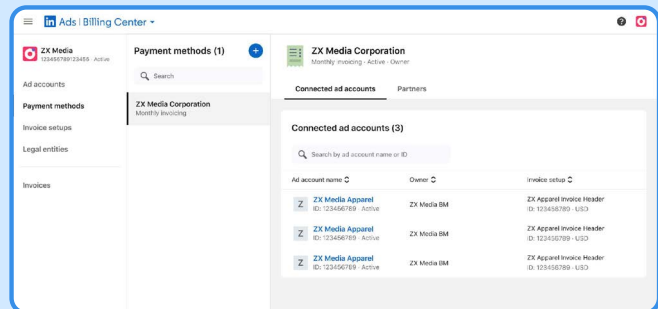 in Ads | Billing Center
ZX Media
123456789123456 · Active
Ad accounts
Payment methods
Invoice setups
Legal entities
Invoices
Payment methods (1)
Search
ZX Media Corporation
Monthly invoicing
ZX Media Corporation
Monthly invoicing · Active · Owner
Connected ad accounts
Partners
Connected ad accounts (3)
Search by ad account name or ID
Ad account name
Owner
Invoice setup
Z
ZX Media Apparel
ID: 123456789 · Active
ZX Media BM
ZX Apparel Invoice Header
ID: 123456789 · USD
Z
ZX Media Apparel
ID: 123456789 · Active
ZX Media BM
ZX Apparel Invoice Header
ID: 123456789 · USD
Z
ZX Media Apparel
ID: 123456789 · Active
ZX Media BM
ZX Apparel Invoice Header
ID: 123456789 · USD